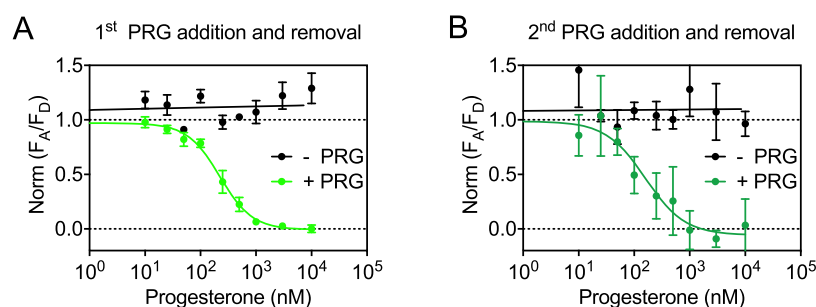 A
1st PRG addition and removal
1.5
1.0
0.5
0.0
Norm (FA/FD)
- PRG
+ PRG
10^0 10^1 10^2 10^3 10^4 10^5
Progesterone (nM)
B
2nd PRG addition and removal
1.5
1.0
0.5
0.0
Norm (FA/FD)
- PRG
+ PRG
10^0 10^1 10^2 10^3 10^4 10^5
Progesterone (nM)